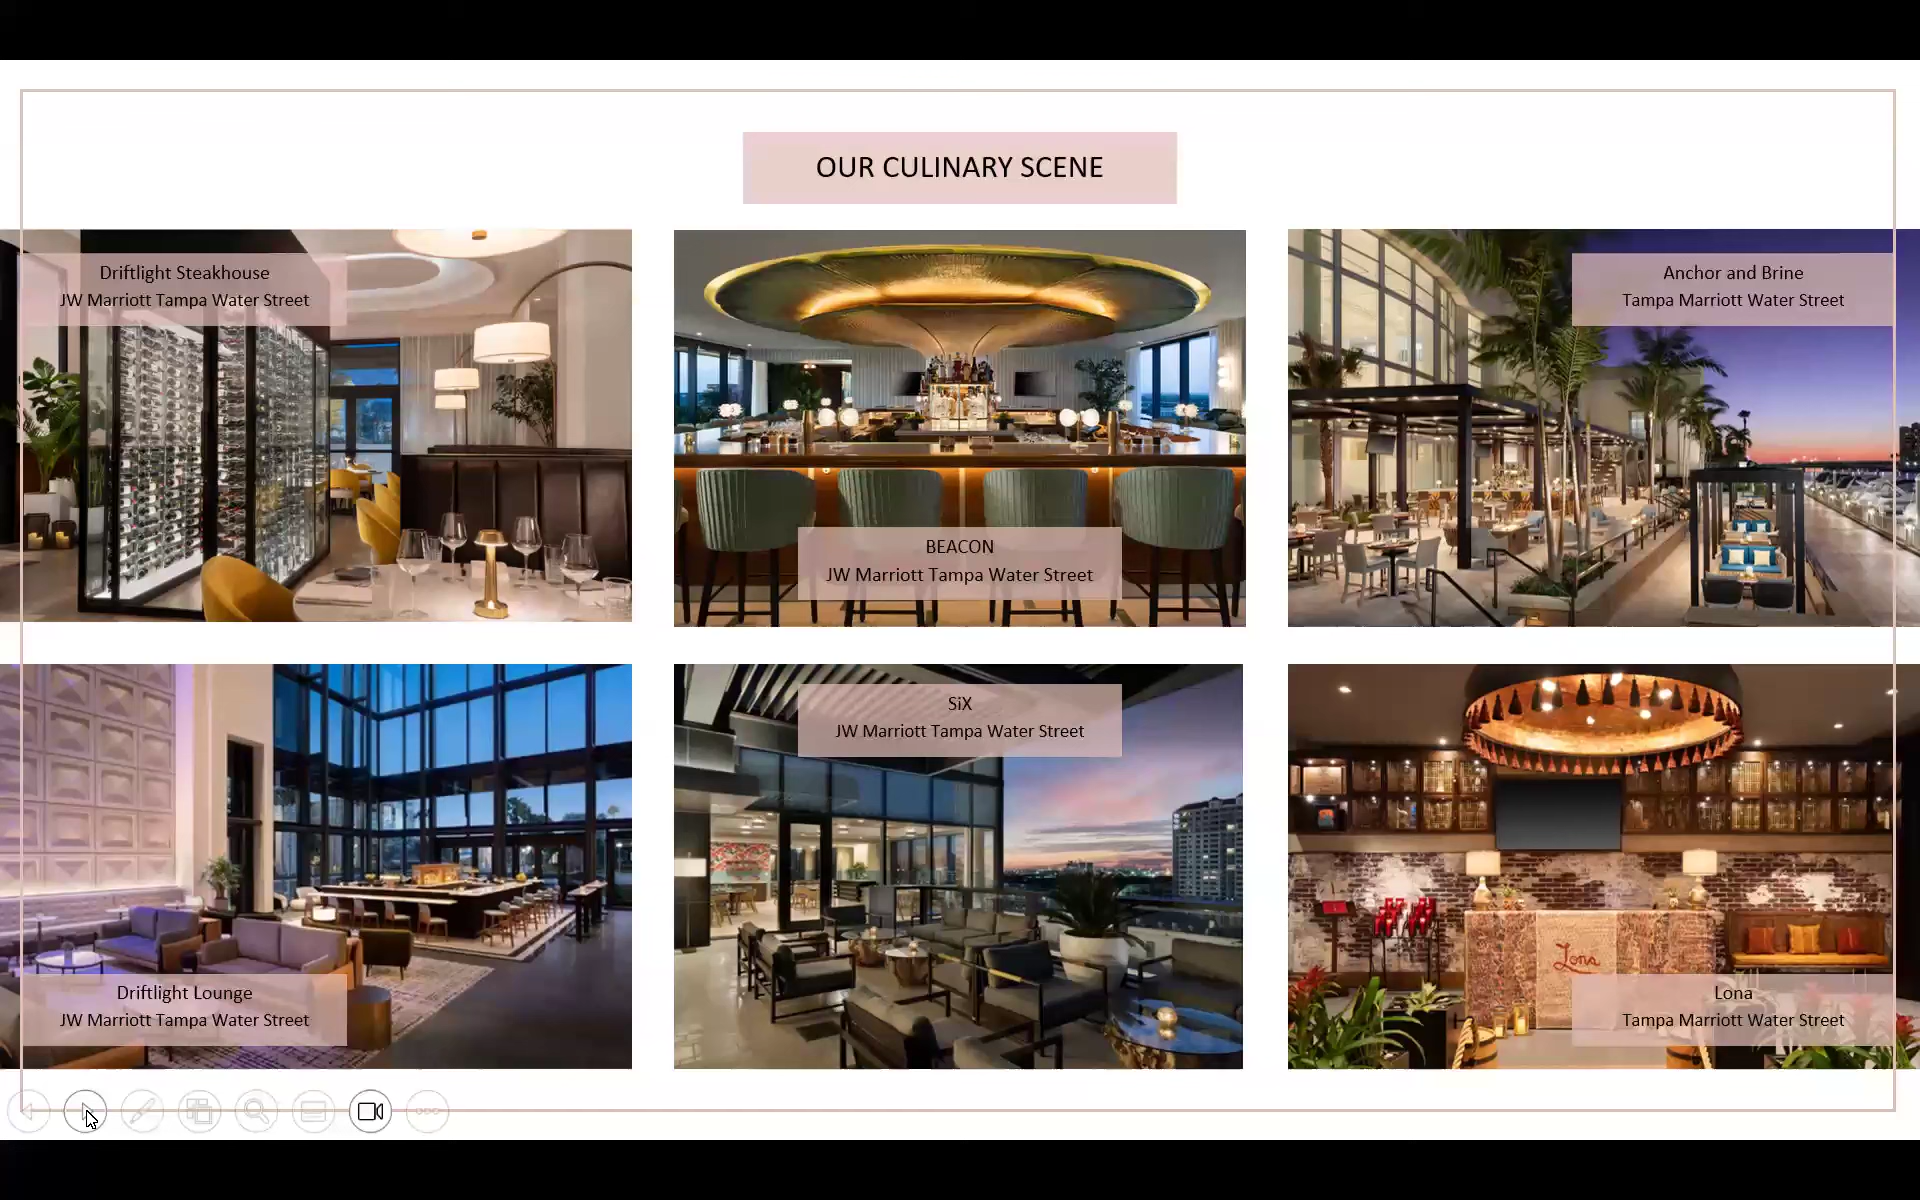 OUR CULINARY SCENE
Driftlight Steakhouse
JW Marriott Tampa Water Street
BEACON
JW Marriott Tampa Water Street
Anchor and Brine
Tampa Marriott Water Street
Driftlight Lounge
JW Marriott Tampa Water Street
SiX
JW Marriott Tampa Water Street
Lona
Lona
Tampa Marriott Water Street